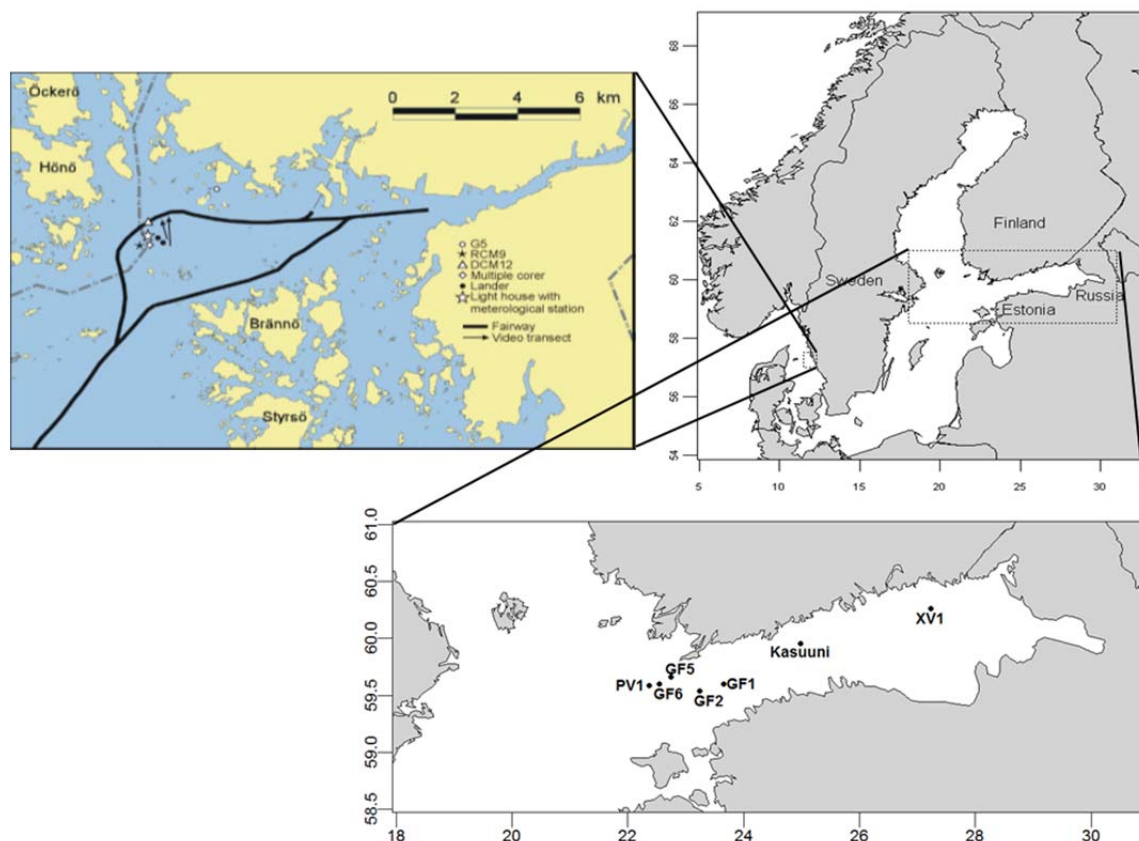 Öckerö
Hönö
0 2 4 6 km
G5
RCM9
DCM12
Multiple corer
Lander
Light house with
meterological station
Fairway
Video transect
Brännö
Styrsö
68
66
64
62
60
58
56
54
Finland
Sweden
Russia
Estonia
5 10 15 20 25 30
61.0
60.5
60.0
59.5
59.0
58.5
XV1
Kasuuni
GF5
PV1
GF6
GF2
GF1
18 20 22 24 26 28 30